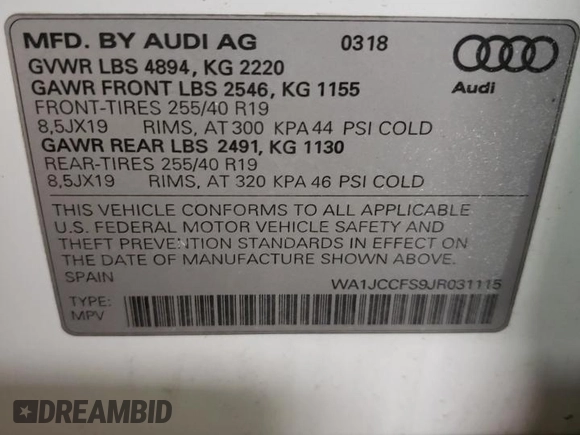 MFD. BY AUDI AG 0318
GVWR LBS 4894, KG 2220
GAWR FRONT LBS 2546, KG 1155
FRONT-TIRES 255/40 R19
8,5JX19 RIMS, AT 300 KPA 44 PSI COLD
GAWR REAR LBS 2491, KG 1130
REAR-TIRES 255/40 R19
8,5JX19 RIMS, AT 320 KPA 46 PSI COLD
Audi
THIS VEHICLE CONFORMS TO ALL APPLICABLE
U.S. FEDERAL MOTOR VEHICLE SAFETY AND
THEFT PREVENTION STANDARDS IN EFFECT ON
THE DATE OF MANUFACTURE SHOWN ABOVE.
SPAIN WA1JCCFS9JR031115
TYPE:
MPV
DREAMBID